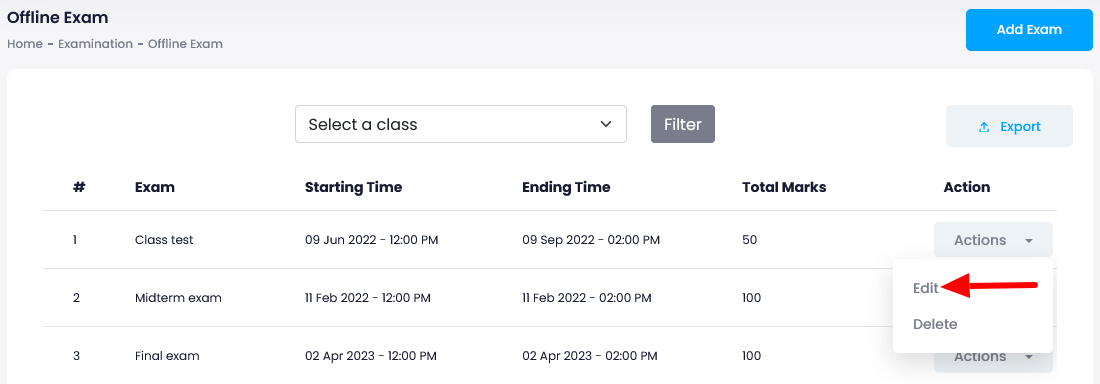 Offline Exam
Home - Examination - Offline Exam
Add Exam
Select a class
Filter
Export
# Exam Starting Time Ending Time Total Marks Action
1 Class test 09 Jun 2022 - 12:00 PM 09 Sep 2022 - 02:00 PM 50 Actions
Edit
2 Midterm exam 11 Feb 2022 - 12:00 PM 11 Feb 2022 - 02:00 PM 100
Delete
3 Final exam 02 Apr 2023 - 12:00 PM 02 Apr 2023 - 02:00 PM 100 Actions